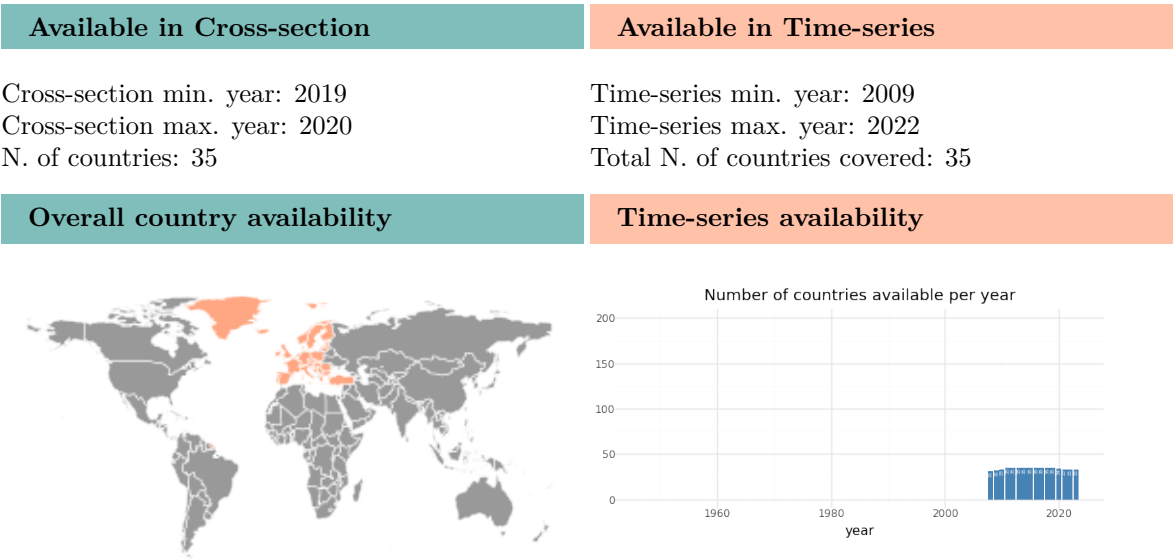 Available in Cross-section
Available in Time-series
Cross-section min. year: 2019
Cross-section max. year: 2020
N. of countries: 35
Time-series min. year: 2009
Time-series max. year: 2022
Total N. of countries covered: 35
Overall country availability
Time-series availability
Number of countries available per year
200
150
100
50
0
1960
1980
2000
2020
year